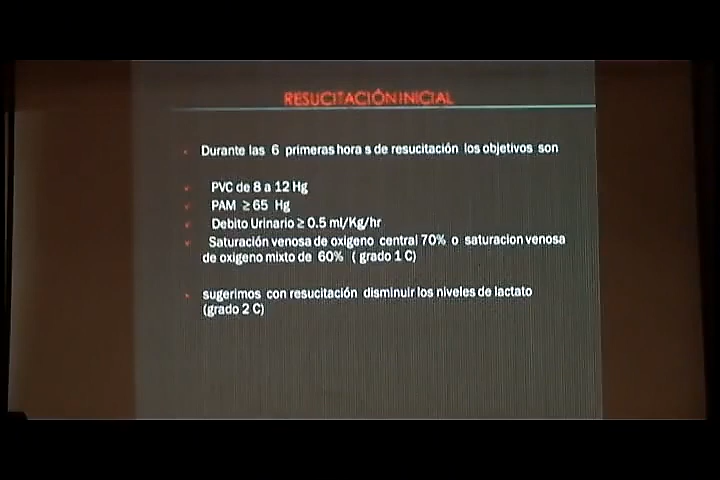 RESUCITACIÓN INICIAL
Durante las 6 primeras hora s de resucitación los objetivos son
PVC de 8 a 12 Hg
PAM ≥ 65 Hg
Debito Urinario ≥ 0.5 ml/Kg/hr
Saturación venosa de oxigeno central 70% o saturacion venosa
de oxigeno mixto de 60% ( grado 1 C)
sugerimos con resucitación disminuir los niveles de lactato
(grado 2 C)